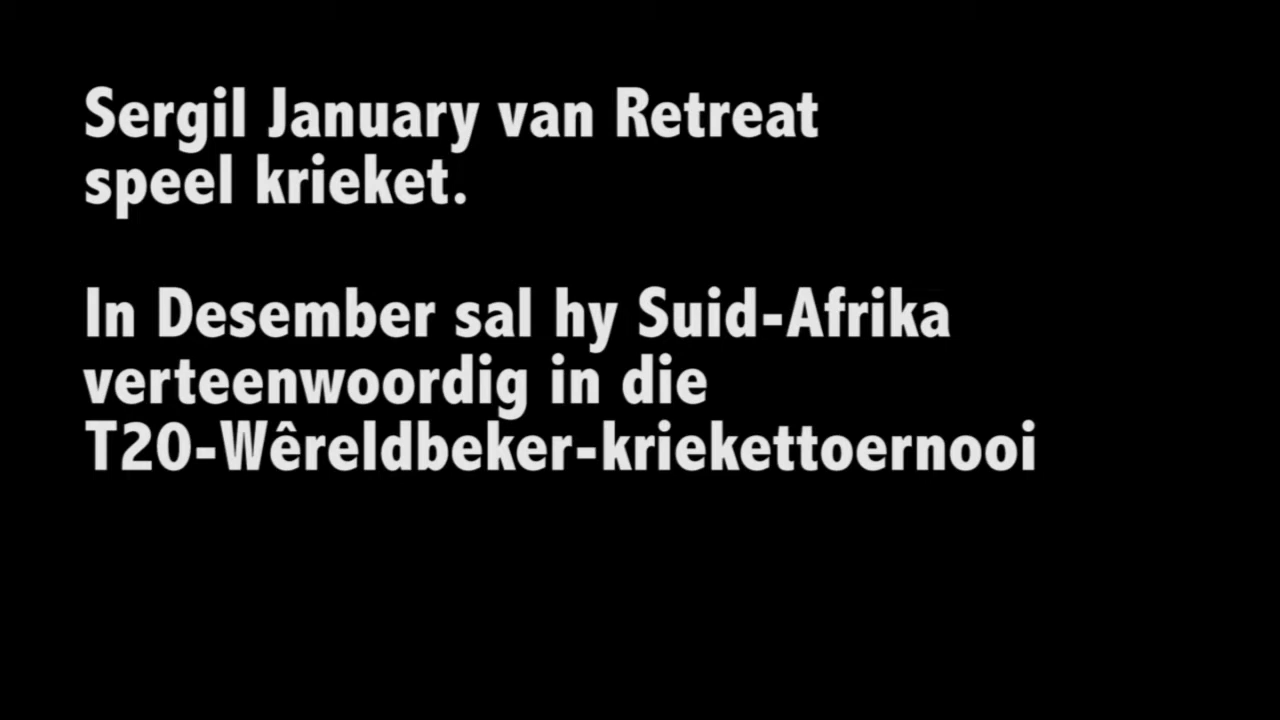 Sergil January van Retreat
speel krieket.
In Desember sal hy Suid-Afrika
verteenwoordig in die
T20-Wêreldbeker-kriekettoernooi